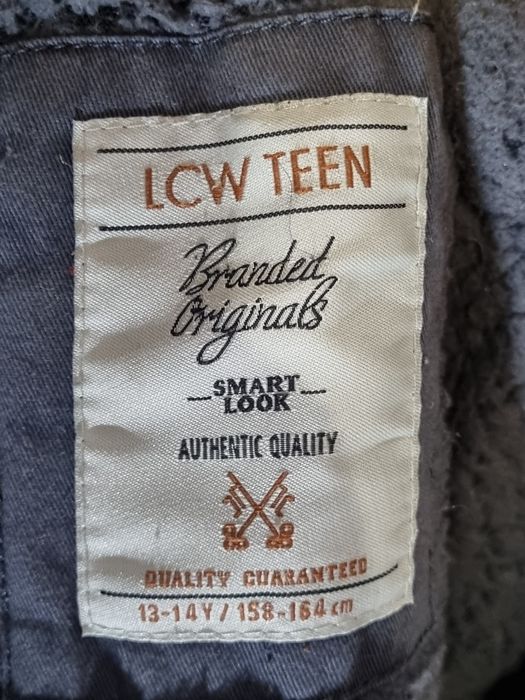 LCW TEEN
Branded
Originals
SMART
LOOK
AUTHENTIC QUALITY
QUALITY GUARANTEED
13-14Y / 158-164 cm